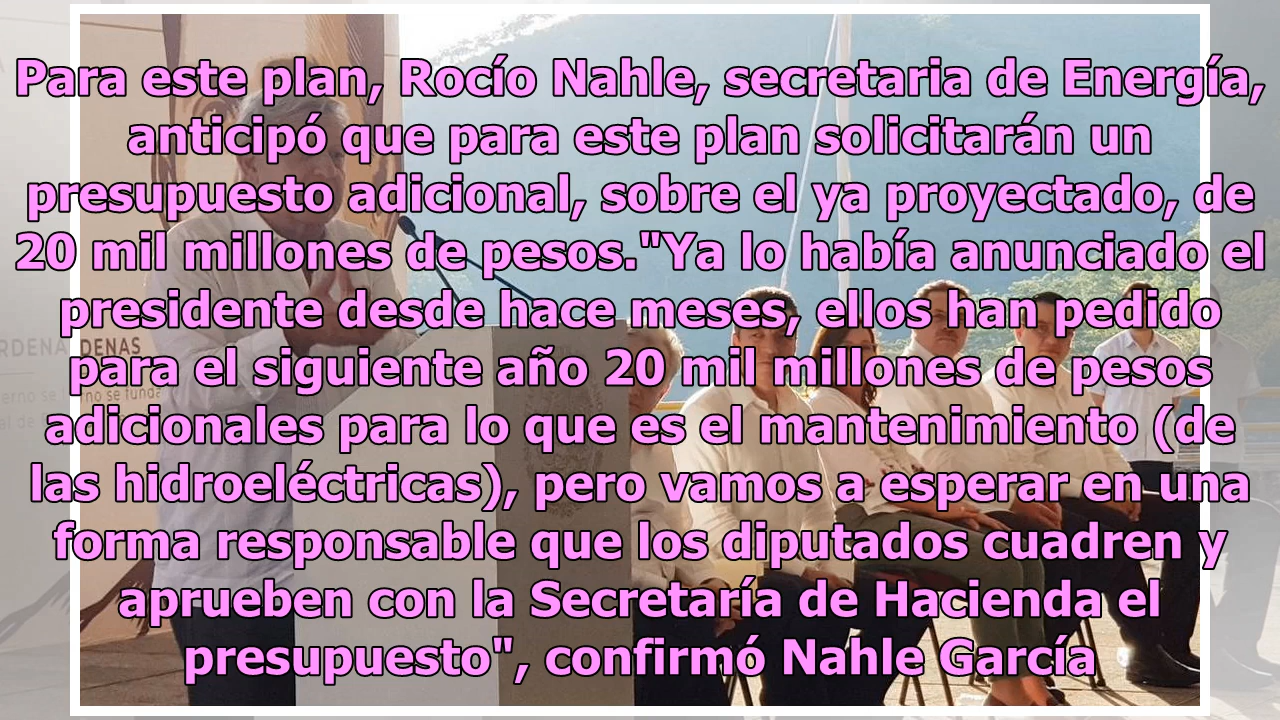 Para este plan, Rocío Nahle, secretaria de Energía,
anticipó que para este plan solicitarán un
presupuesto adicional, sobre el ya proyectado, de
20 mil millones de pesos."Ya lo había anunciado el
presidente desde hace meses, ellos han pedido
para el siguiente año 20 mil millones de pesos
adicionales para lo que es el mantenimiento (de
las hidroeléctricas), pero vamos a esperar en una
forma responsable que los diputados cuadren y
aprueben con la Secretaría de Hacienda el
presupuesto", confirmó Nahle García
DENAS